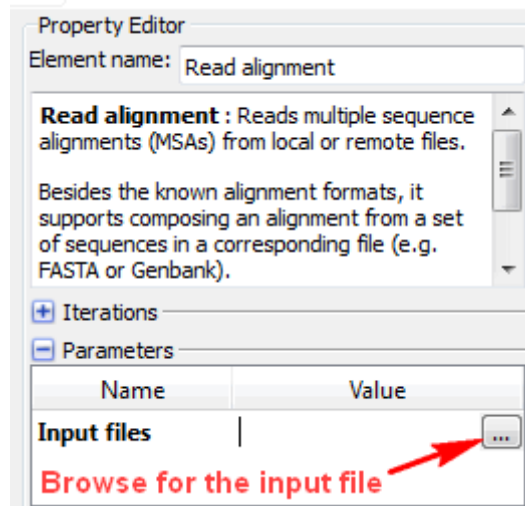 Property Editor
Element name: Read alignment
Read alignment : Reads multiple sequence
alignments (MSAs) from local or remote files.
Besides the known alignment formats, it
supports composing an alignment from a set
of sequences in a corresponding file (e.g.
FASTA or Genbank).
Iterations
Parameters
Name Value
Input files ...
Browse for the input file